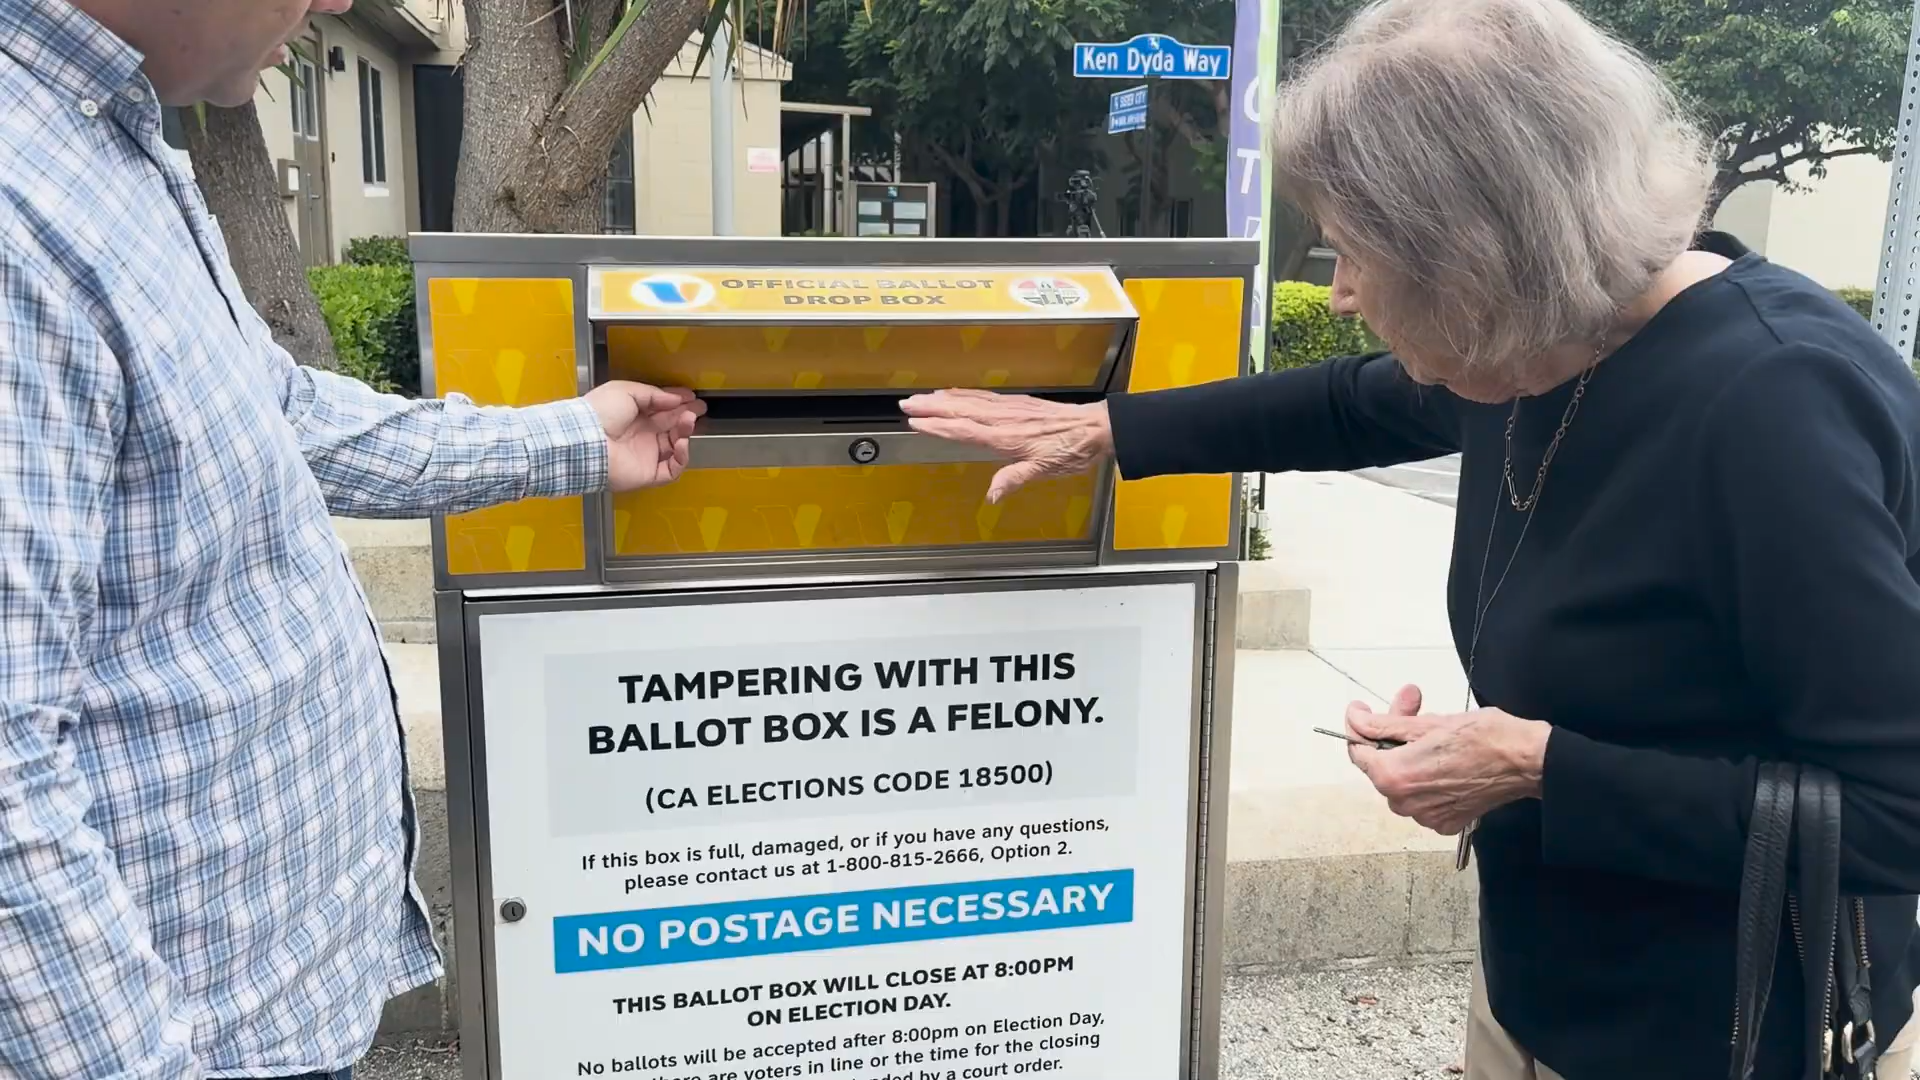 Ken Dyda Way
SISTER CITY
OFFICIAL BALLOT
DROP BOX
TAMPERING WITH THIS
BALLOT BOX IS A FELONY.
(CA ELECTIONS CODE 18500)
If this box is full, damaged, or if you have any questions,
please contact us at 1-800-815-2666, Option 2.
NO POSTAGE NECESSARY
THIS BALLOT BOX WILL CLOSE AT 8:00PM
ON ELECTION DAY.
No ballots will be accepted after 8:00pm on Election Day,
are voters in line or the time for the closing
by a court order.